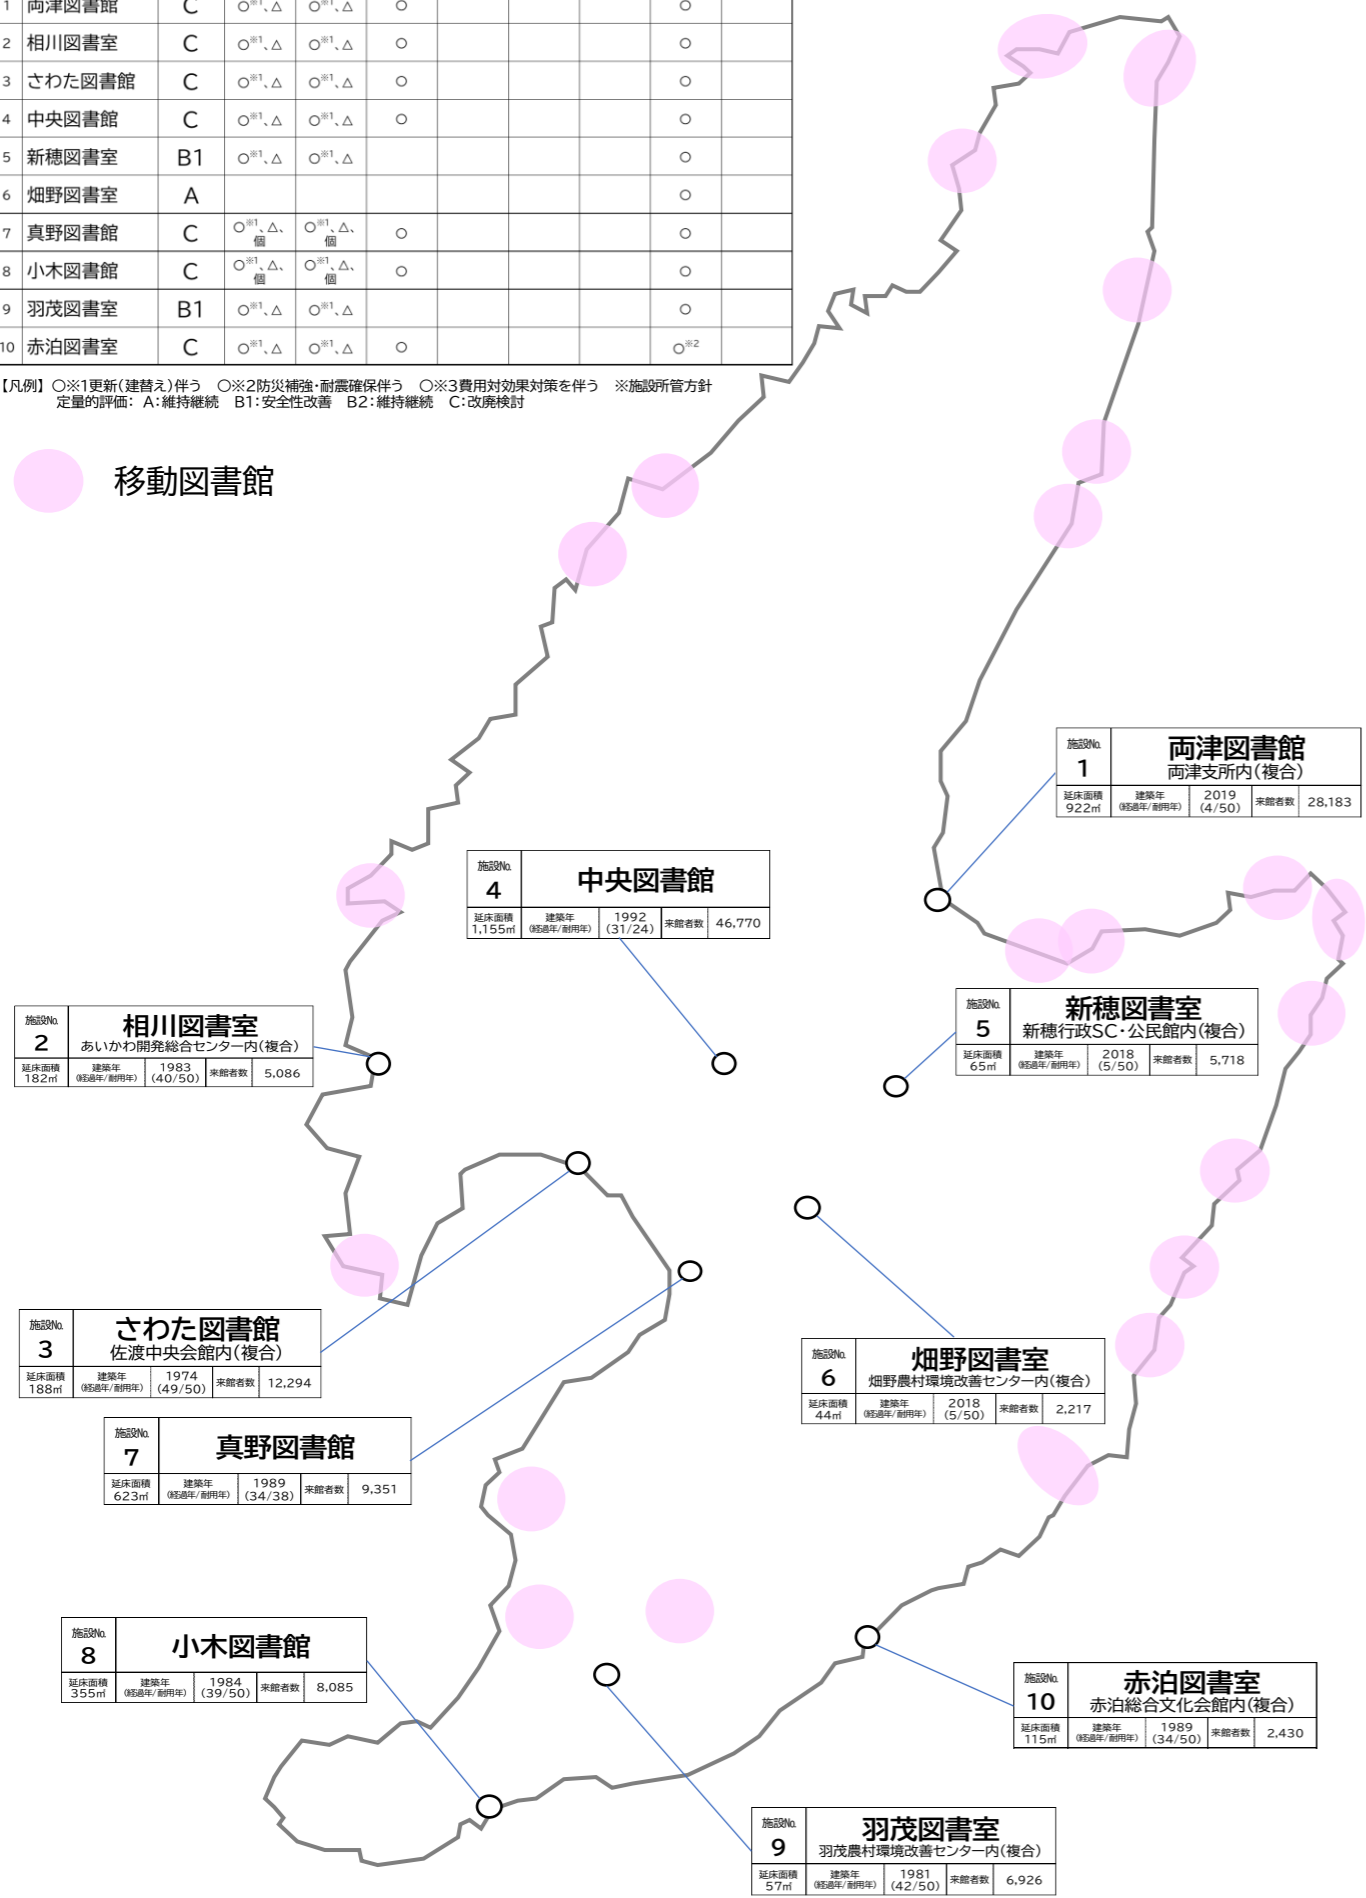 1 両津図書館 C ○※1、△ ○※1、△ ○ ○
2 相川図書室 C ○※1、△ ○※1、△ ○ ○
3 さわた図書館 C ○※1、△ ○※1、△ ○ ○
4 中央図書館 C ○※1、△ ○※1、△ ○ ○
5 新穂図書室 B1 ○※1、△ ○※1、△ ○
6 畑野図書室 A ○
7 真野図書館 C ○※1、△、個 ○※1、△、個 ○ ○
8 小木図書館 C ○※1、△、個 ○※1、△、個 ○ ○
9 羽茂図書室 B1 ○※1、△ ○※1、△ ○
10 赤泊図書室 C ○※1、△ ○※1、△ ○ ○※2
【凡例】 ○※1更新(建替え)伴う ○※2防災補強・耐震確保伴う ○※3費用対効果対策を伴う ※施設所管方針
定量的評価: A:維持継続 B1:安全性改善 B2:維持継続 C:改廃検討
移動図書館
施設No. 1 両津図書館
両津支所内(複合)
延床面積 922㎡ 建築年 (経過年/耐用年) 2019 (4/50) 来館者数 28,183
施設No. 4 中央図書館
延床面積 1,155㎡ 建築年 (経過年/耐用年) 1992 (31/24) 来館者数 46,770
施設No. 5 新穂図書室
新穂行政SC・公民館内(複合)
延床面積 65㎡ 建築年 (経過年/耐用年) 2018 (5/50) 来館者数 5,718
施設No. 2 相川図書室
あいかわ開発総合センター内(複合)
延床面積 182㎡ 建築年 (経過年/耐用年) 1983 (40/50) 来館者数 5,086
施設No. 3 さわた図書館
佐渡中央会館内(複合)
延床面積 188㎡ 建築年 (経過年/耐用年) 1974 (49/50) 来館者数 12,294
施設No. 6 畑野図書室
畑野農村環境改善センター内(複合)
延床面積 44㎡ 建築年 (経過年/耐用年) 2018 (5/50) 来館者数 2,217
施設No. 7 真野図書館
延床面積 623㎡ 建築年 (経過年/耐用年) 1989 (34/38) 来館者数 9,351
施設No. 8 小木図書館
延床面積 355㎡ 建築年 (経過年/耐用年) 1984 (39/50) 来館者数 8,085
施設No. 10 赤泊図書室
赤泊総合文化会館内(複合)
延床面積 115㎡ 建築年 (経過年/耐用年) 1989 (34/50) 来館者数 2,430
施設No. 9 羽茂図書室
羽茂農村環境改善センター内(複合)
延床面積 57㎡ 建築年 (経過年/耐用年) 1981 (42/50) 来館者数 6,926